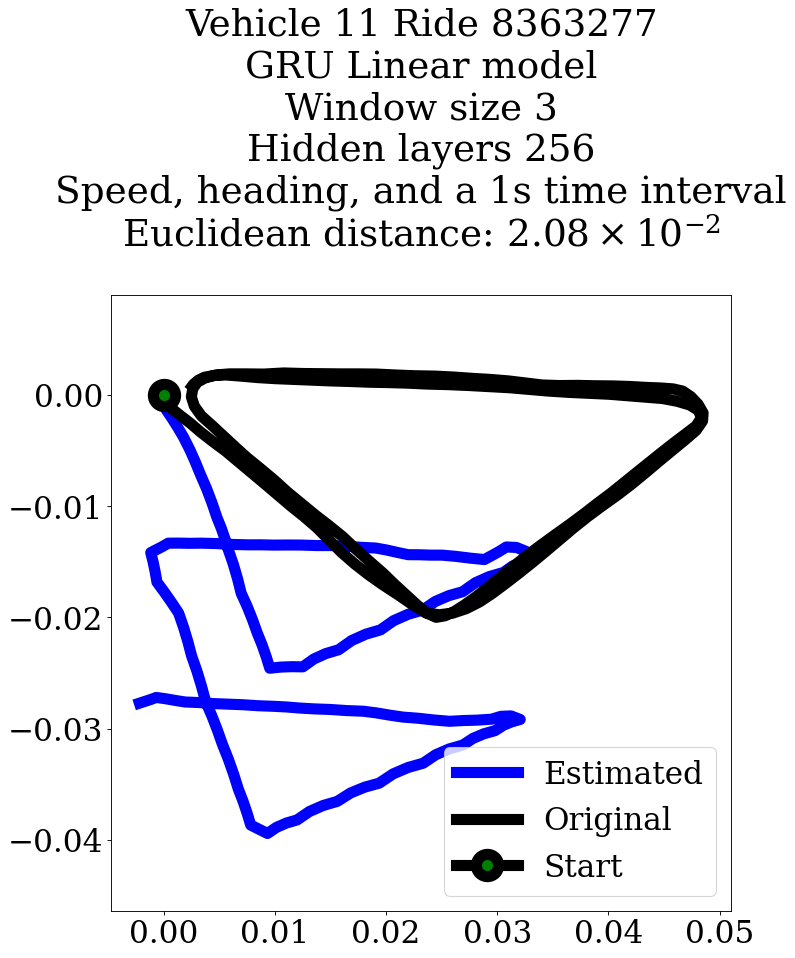 Vehicle 11 Ride 8363277
GRU Linear model
Window size 3
Hidden layers 256
Speed, heading, and a 1s time interval
Euclidean distance: 2.08 × 10⁻²
0.00
−0.01
−0.02
−0.03
−0.04
Estimated
Original
Start
0.00 0.01 0.02 0.03 0.04 0.05